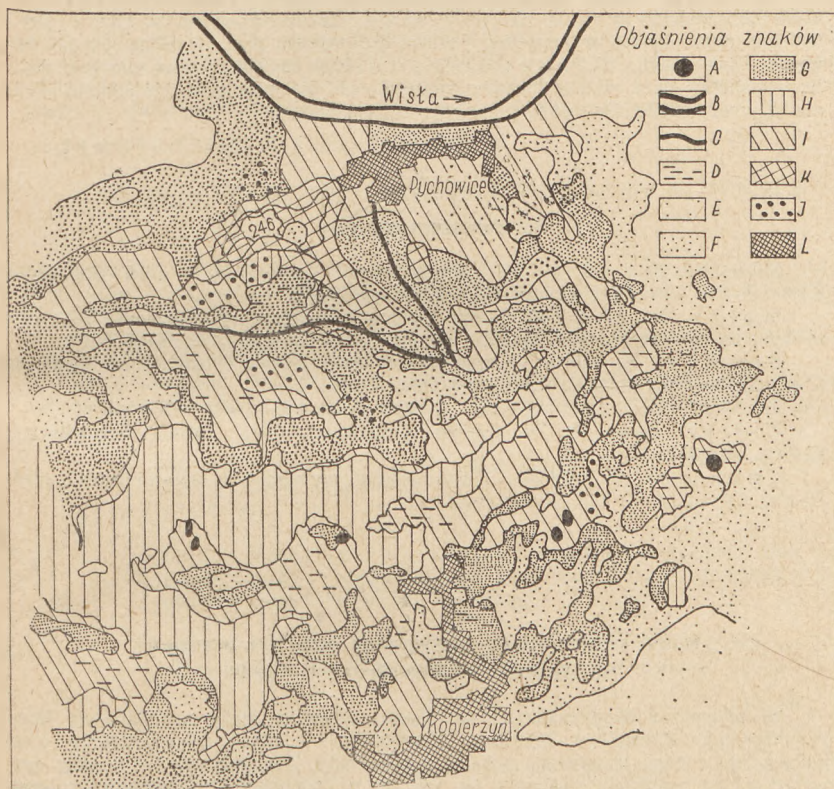 Objaśnienia znaków
A G
B H
C I
D K
E J
F L
Wisła →
Pychowice
246
Kobierzyn